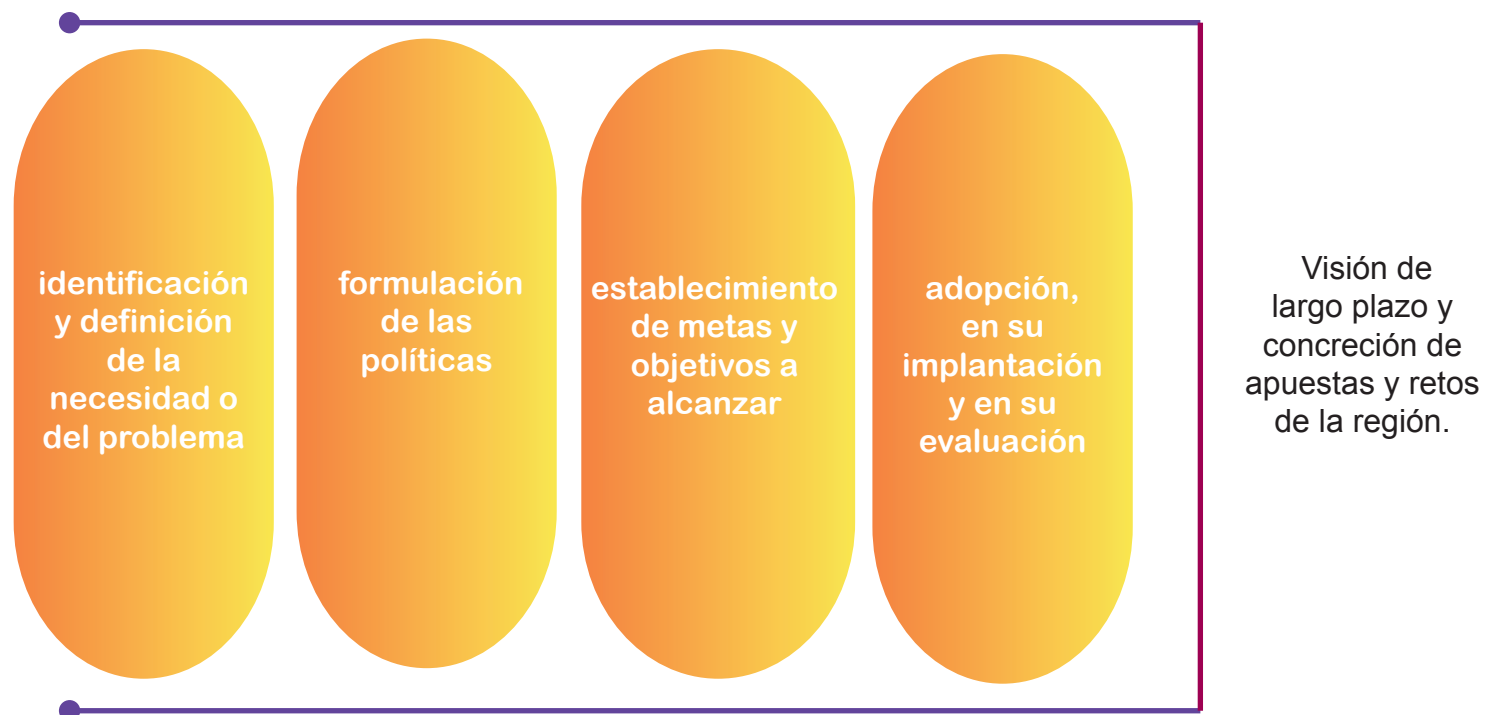 identificación
y definición
de la
necesidad o
del problema
formulación
de las
políticas
establecimiento
de metas y
objetivos a
alcanzar
adopción,
en su
implantación
y en su
evaluación
Visión de
largo plazo y
concreción de
apuestas y retos
de la región.